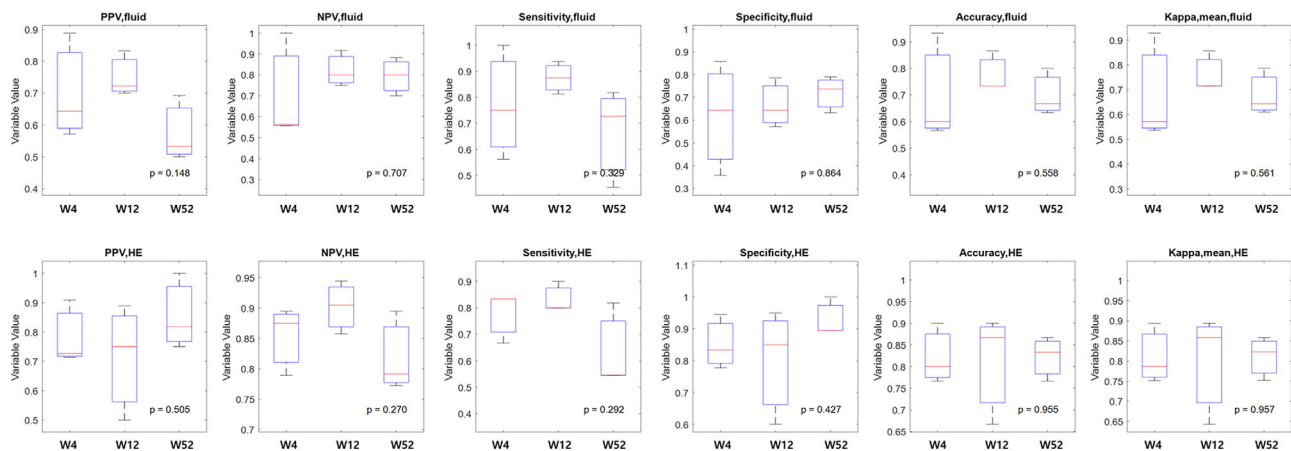 PPV,fluid
NPV,fluid
Sensitivity,fluid
Specificity,fluid
Accuracy,fluid
Kappa,mean,fluid
Variable Value
0.9
0.8
0.7
0.6
0.5
0.4
p = 0.148
W4 W12 W52
Variable Value
1
0.9
0.8
0.7
0.6
0.5
0.4
0.3
p = 0.707
W4 W12 W52
Variable Value
1
0.9
0.8
0.7
0.6
0.5
p = 0.329
W4 W12 W52
Variable Value
1
0.9
0.8
0.7
0.6
0.5
0.4
0.3
p = 0.864
W4 W12 W52
Variable Value
0.9
0.8
0.7
0.6
0.5
0.4
p = 0.558
W4 W12 W52
Variable Value
0.9
0.8
0.7
0.6
0.5
0.4
0.3
p = 0.561
W4 W12 W52
PPV,HE
NPV,HE
Sensitivity,HE
Specificity,HE
Accuracy,HE
Kappa,mean,HE
Variable Value
1
0.9
0.8
0.7
0.6
0.5
p = 0.505
W4 W12 W52
Variable Value
0.95
0.9
0.85
0.8
0.75
0.7
p = 0.270
W4 W12 W52
Variable Value
1
0.9
0.8
0.7
0.6
0.5
0.4
p = 0.292
W4 W12 W52
Variable Value
1.1
1
0.9
0.8
0.7
0.6
p = 0.427
W4 W12 W52
Variable Value
1
0.95
0.9
0.85
0.8
0.75
0.7
0.65
p = 0.955
W4 W12 W52
Variable Value
1
0.95
0.9
0.85
0.8
0.75
0.7
0.65
p = 0.957
W4 W12 W52